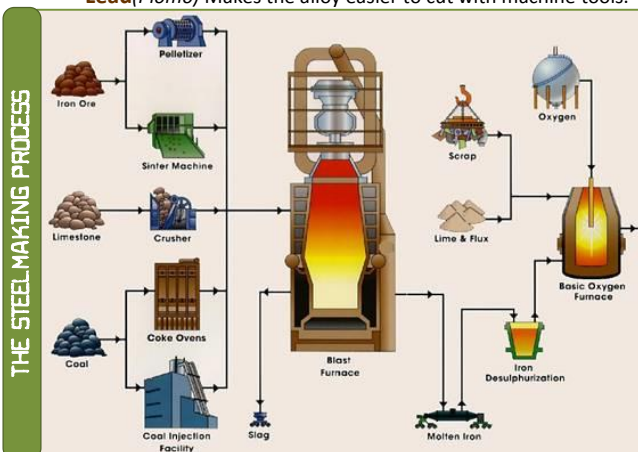 Lead(Plomo) Makes the alloy easier to cut with machine tools.
THE STEELMAKING PROCESS
Pelletizer
Iron Ore
Sinter Machine
Limestone
Crusher
Coke Ovens
Coal
Coal Injection
Facility
Blast
Furnace
Slag
Molten Iron
Scrap
Oxygen
Lime & Flux
Basic Oxygen
Furnace
Iron
Desulphurization